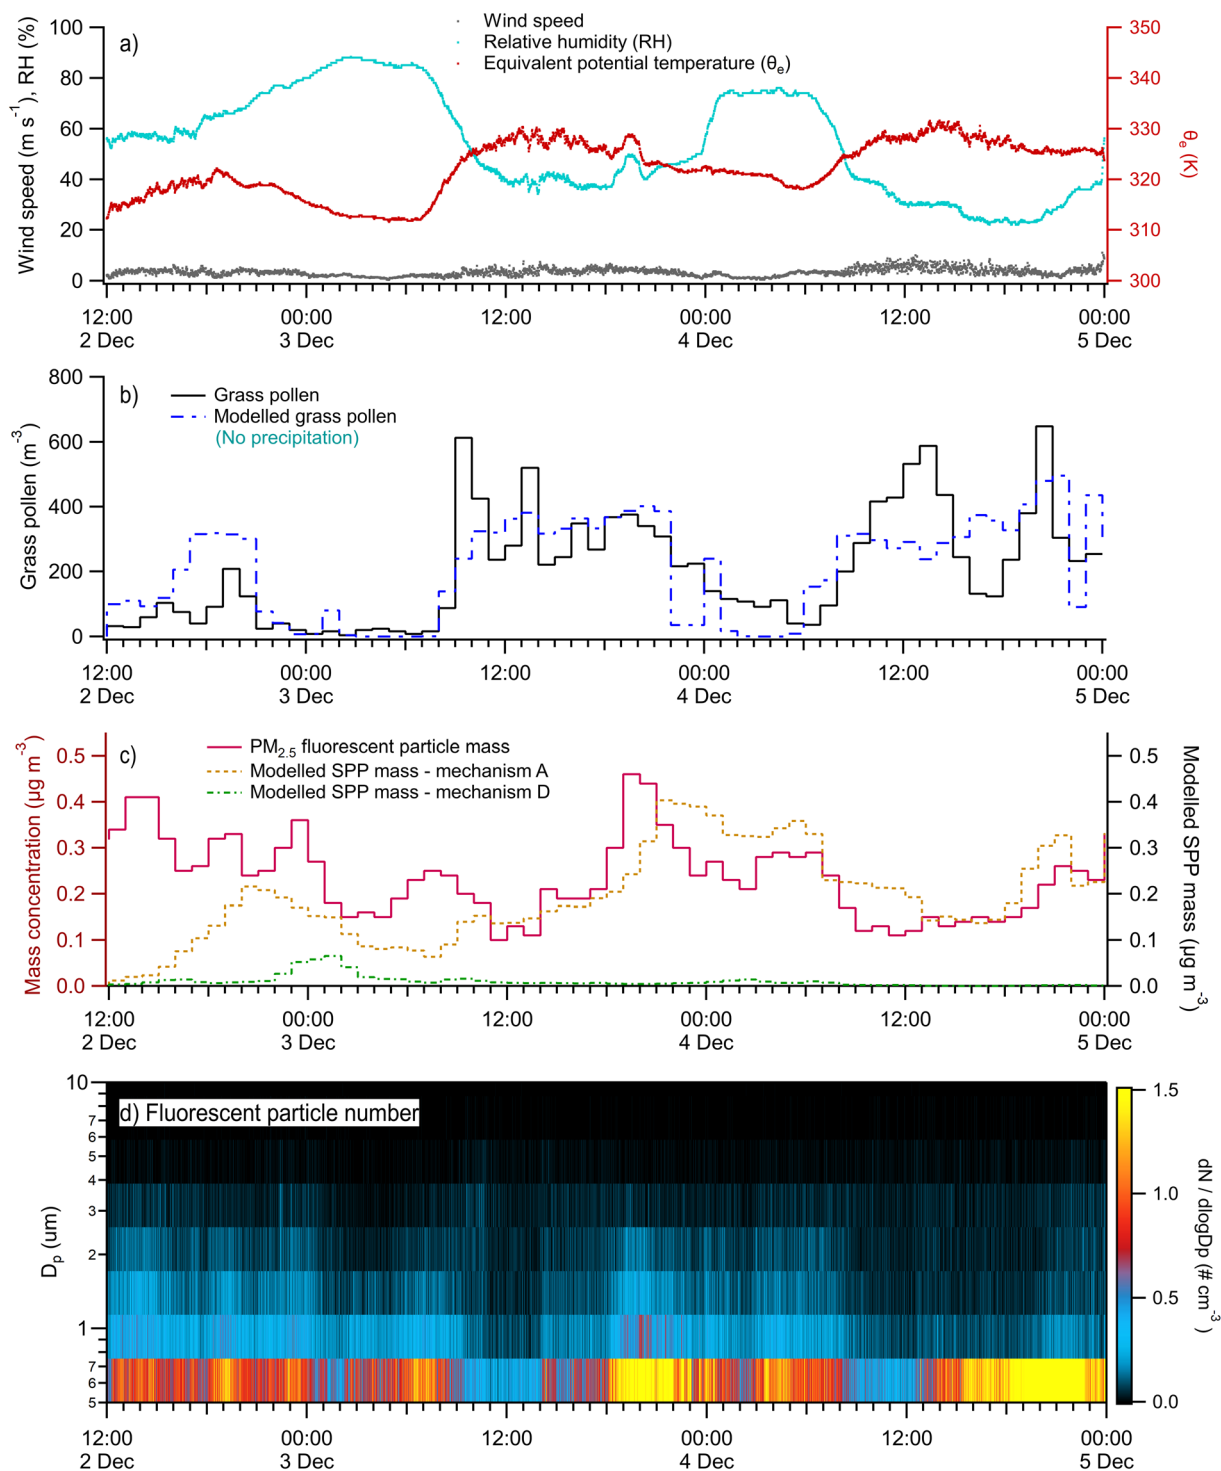 a)
Wind speed
Relative humidity (RH)
Equivalent potential temperature (θe)
Wind speed (m s-1), RH (%)
100
80
60
40
20
0
350
340
330
320
310
300
θe (K)
12:00 00:00 12:00 00:00 12:00 00:00
2 Dec 3 Dec 4 Dec 5 Dec
b)
Grass pollen
Modelled grass pollen
(No precipitation)
Grass pollen (m-3)
800
600
400
200
0
12:00 00:00 12:00 00:00 12:00 00:00
2 Dec 3 Dec 4 Dec 5 Dec
c)
PM2.5 fluorescent particle mass
Modelled SPP mass - mechanism A
Modelled SPP mass - mechanism D
Mass concentration (µg m-3)
0.5
0.4
0.3
0.2
0.1
0.0
0.5
0.4
0.3
0.2
0.1
0.0
Modelled SPP mass (µg m-3)
12:00 00:00 12:00 00:00 12:00 00:00
2 Dec 3 Dec 4 Dec 5 Dec
d) Fluorescent particle number
Dp (um)
10
7
6
5
4
3
2
1
7
6
5
1.5
1.0
0.5
0.0
dN / dlogDp (# cm-3)
12:00 00:00 12:00 00:00 12:00 00:00
2 Dec 3 Dec 4 Dec 5 Dec